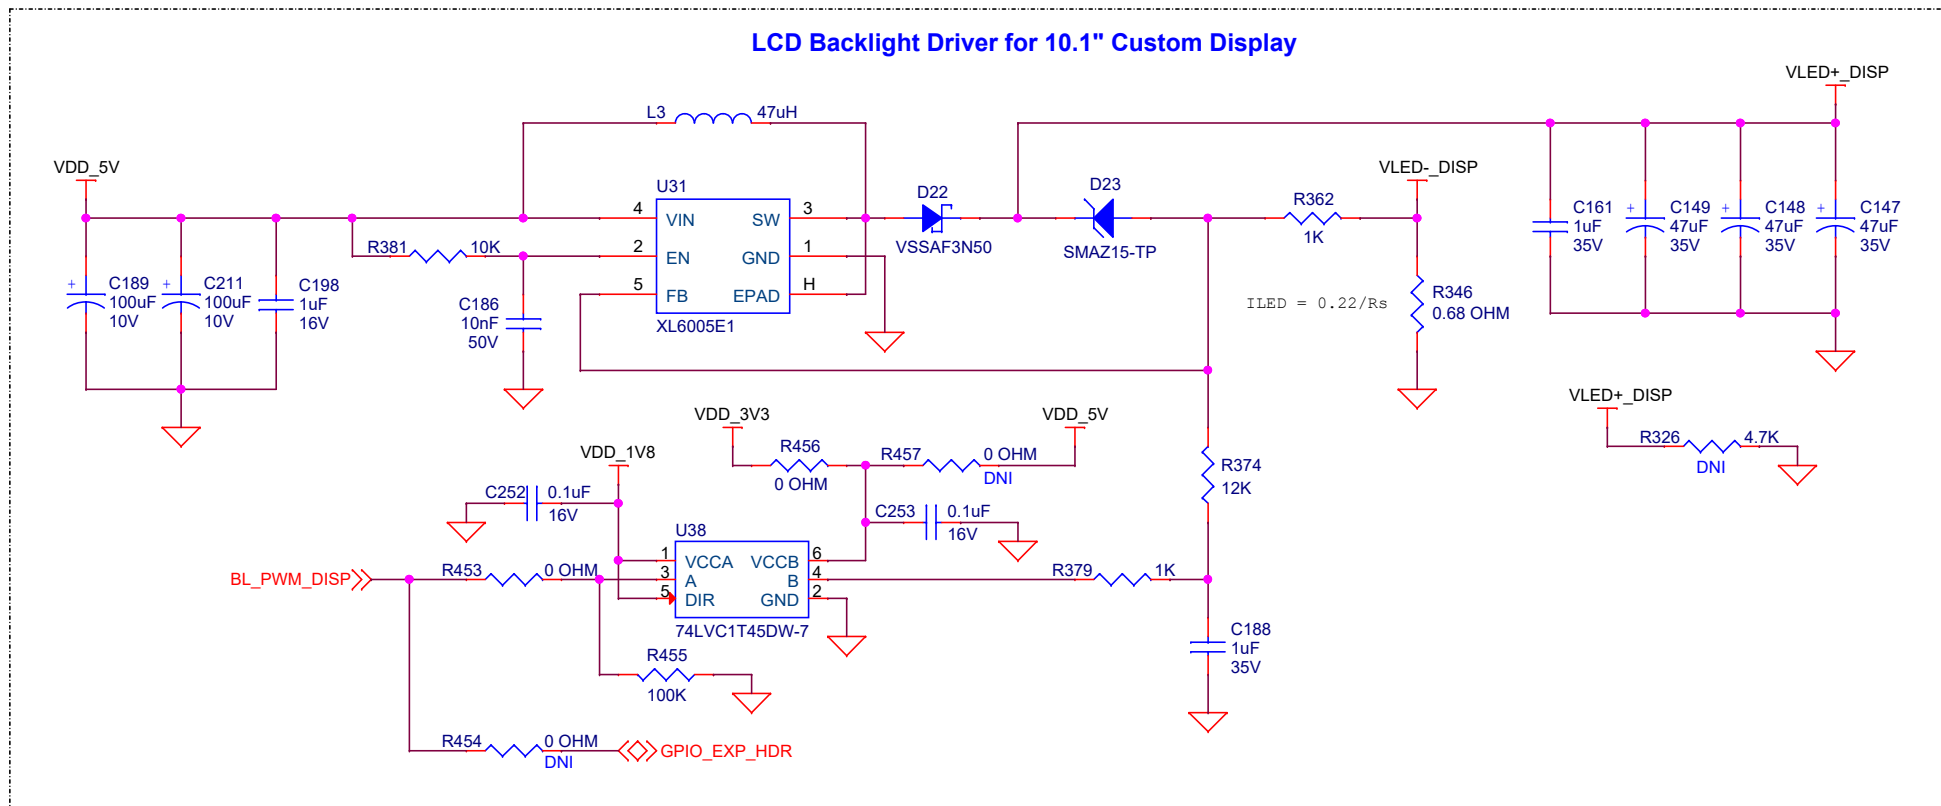 LCD Backlight Driver for 10.1" Custom Display
VLED+_DISP
L3 47uH
VDD_5V
U31
4 VIN SW 3
2 EN GND 1
5 FB EPAD H
XL6005E1
D22
VSSAF3N50
D23
SMAZ15-TP
R362
1K
VLED-_DISP
R381 10K
+ C189
100uF
10V
+ C211
100uF
10V
C198
1uF
16V
C186
10nF
50V
ILED = 0.22/Rs
R346
0.68 OHM
C161
1uF
35V
+ C149
47uF
35V
+ C148
47uF
35V
+ C147
47uF
35V
VLED+_DISP
R326 4.7K
DNI
VDD_3V3
VDD_5V
VDD_1V8
R456
0 OHM
R457 0 OHM
DNI
R374
12K
C252 0.1uF
16V
C253 0.1uF
16V
U38
1 VCCA VCCB 6
3 A B 4
5 DIR GND 2
74LVC1T45DW-7
BL_PWM_DISP
R453 0 OHM
R379 1K
C188
1uF
35V
R455
100K
R454 0 OHM
DNI
GPIO_EXP_HDR